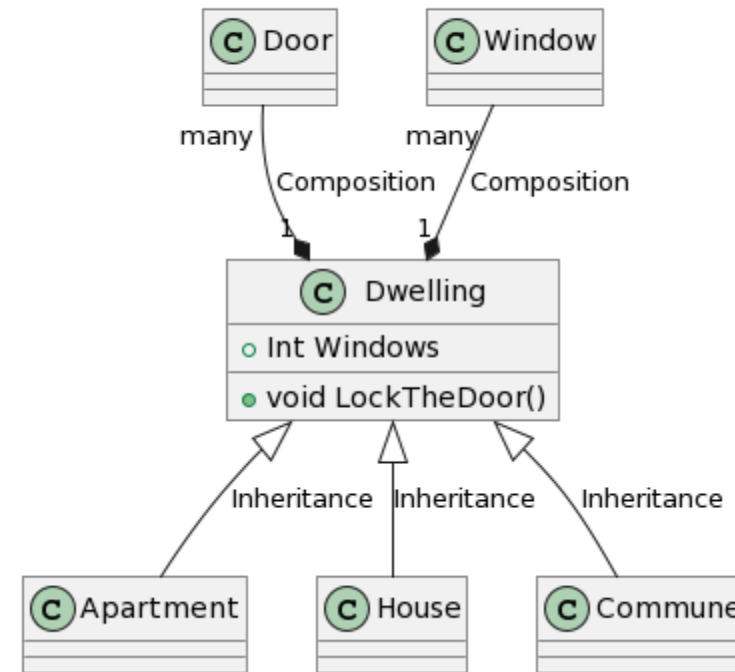 C Door
C Window
many
many
Composition
Composition
1
1
C Dwelling
Int Windows
void LockTheDoor()
Inheritance
Inheritance
Inheritance
C Apartment
C House
C Commune